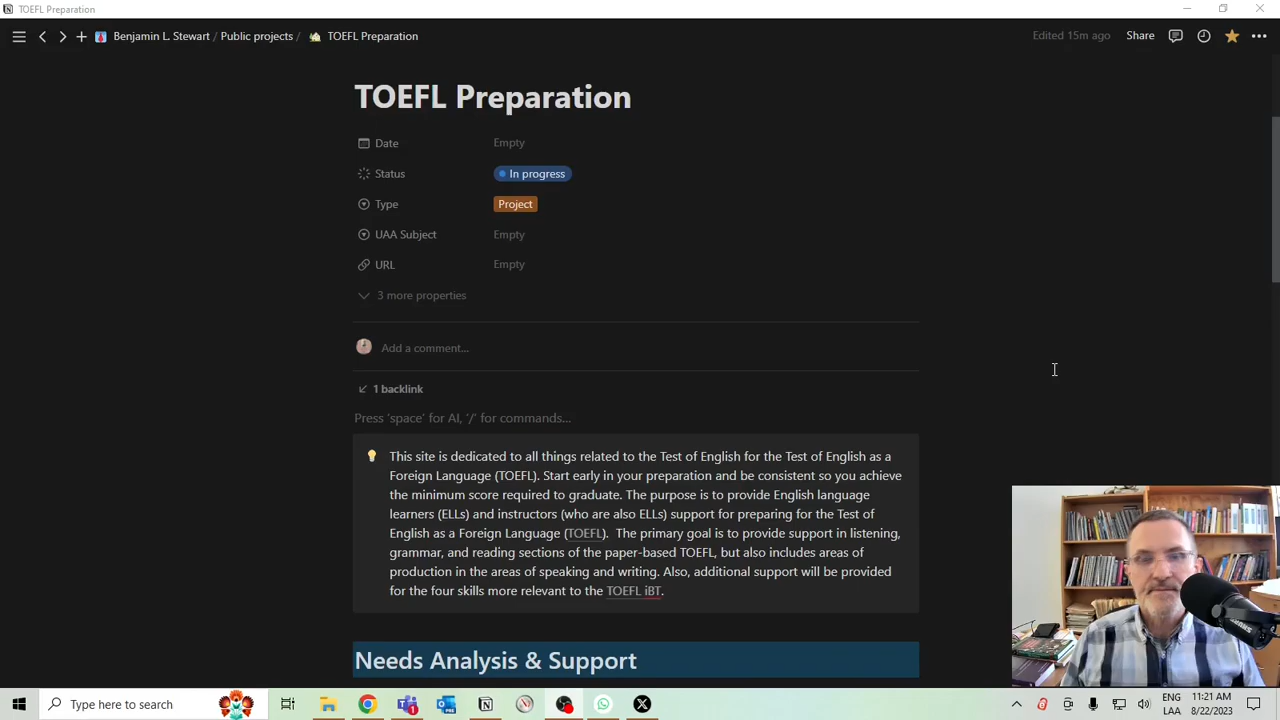 TOEFL Preparation
Benjamin L. Stewart / Public projects / TOEFL Preparation
Edited 15m ago
Share
TOEFL Preparation
Date Empty
Status In progress
Type Project
UAA Subject Empty
URL Empty
3 more properties
Add a comment...
1 backlink
Press 'space' for AI, '/' for commands...
This site is dedicated to all things related to the Test of English for the Test of English as a
Foreign Language (TOEFL). Start early in your preparation and be consistent so you achieve
the minimum score required to graduate. The purpose is to provide English language
learners (ELLs) and instructors (who are also ELLs) support for preparing for the Test of
English as a Foreign Language (TOEFL).  The primary goal is to provide support in listening,
grammar, and reading sections of the paper-based TOEFL, but also includes areas of
production in the areas of speaking and writing. Also, additional support will be provided
for the four skills more relevant to the TOEFL iBT.
Needs Analysis & Support
Type here to search
ENG
LAA
11:21 AM
8/22/2023